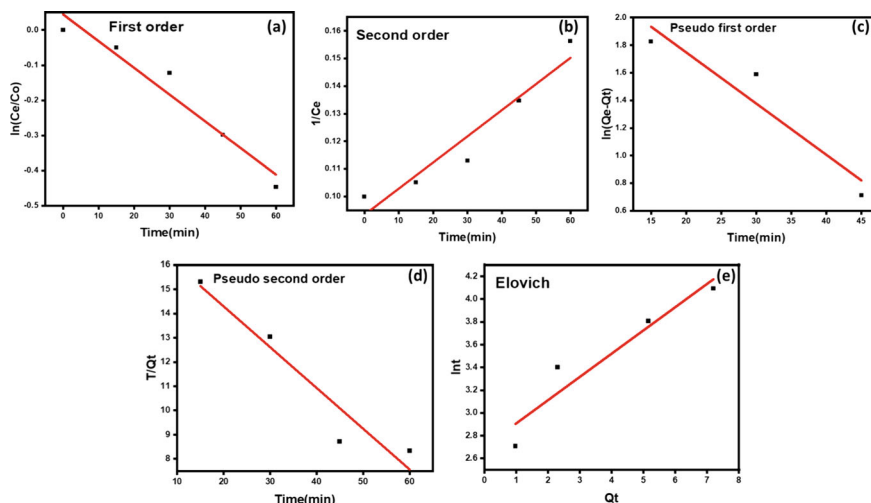 First order (a)
0.0
-0.1
-0.2
-0.3
-0.4
-0.5
ln(Ce/Co)
0 10 20 30 40 50 60
Time(min)
Second order (b)
0.16
0.15
0.14
0.13
0.12
0.11
0.10
1/Ce
0 10 20 30 40 50 60
Time(min)
Pseudo first order (c)
2.0
1.8
1.6
1.4
1.2
1.0
0.8
0.6
ln(Qe-Qt)
15 20 25 30 35 40 45
Time(min)
Pseudo second order (d)
16
15
14
13
12
11
10
9
8
T/Qt
10 20 30 40 50 60
Time(min)
Elovich (e)
4.2
4.0
3.8
3.6
3.4
3.2
3.0
2.8
2.6
lnt
0 1 2 3 4 5 6 7 8
Qt